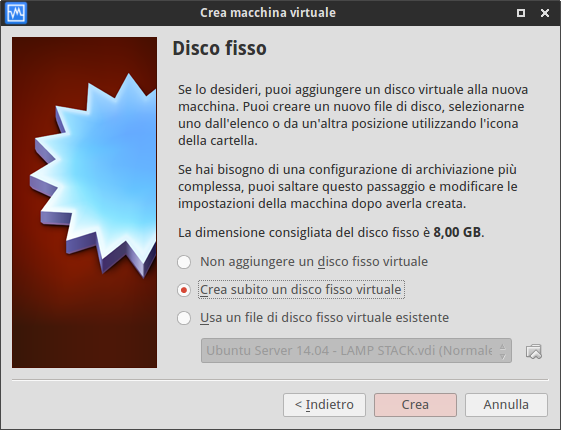 Crea macchina virtuale
Disco fisso
Se lo desideri, puoi aggiungere un disco virtuale alla nuova
macchina. Puoi creare un nuovo file di disco, selezionarne
uno dall'elenco o da un'altra posizione utilizzando l'icona
della cartella.
Se hai bisogno di una configurazione di archiviazione più
complessa, puoi saltare questo passaggio e modificare le
impostazioni della macchina dopo averla creata.
La dimensione consigliata del disco fisso è 8,00 GB.
Non aggiungere un disco fisso virtuale
Crea subito un disco fisso virtuale
Usa un file di disco fisso virtuale esistente
Ubuntu Server 14.04 - LAMP STACK.vdi (Normale
< Indietro
Crea
Annulla